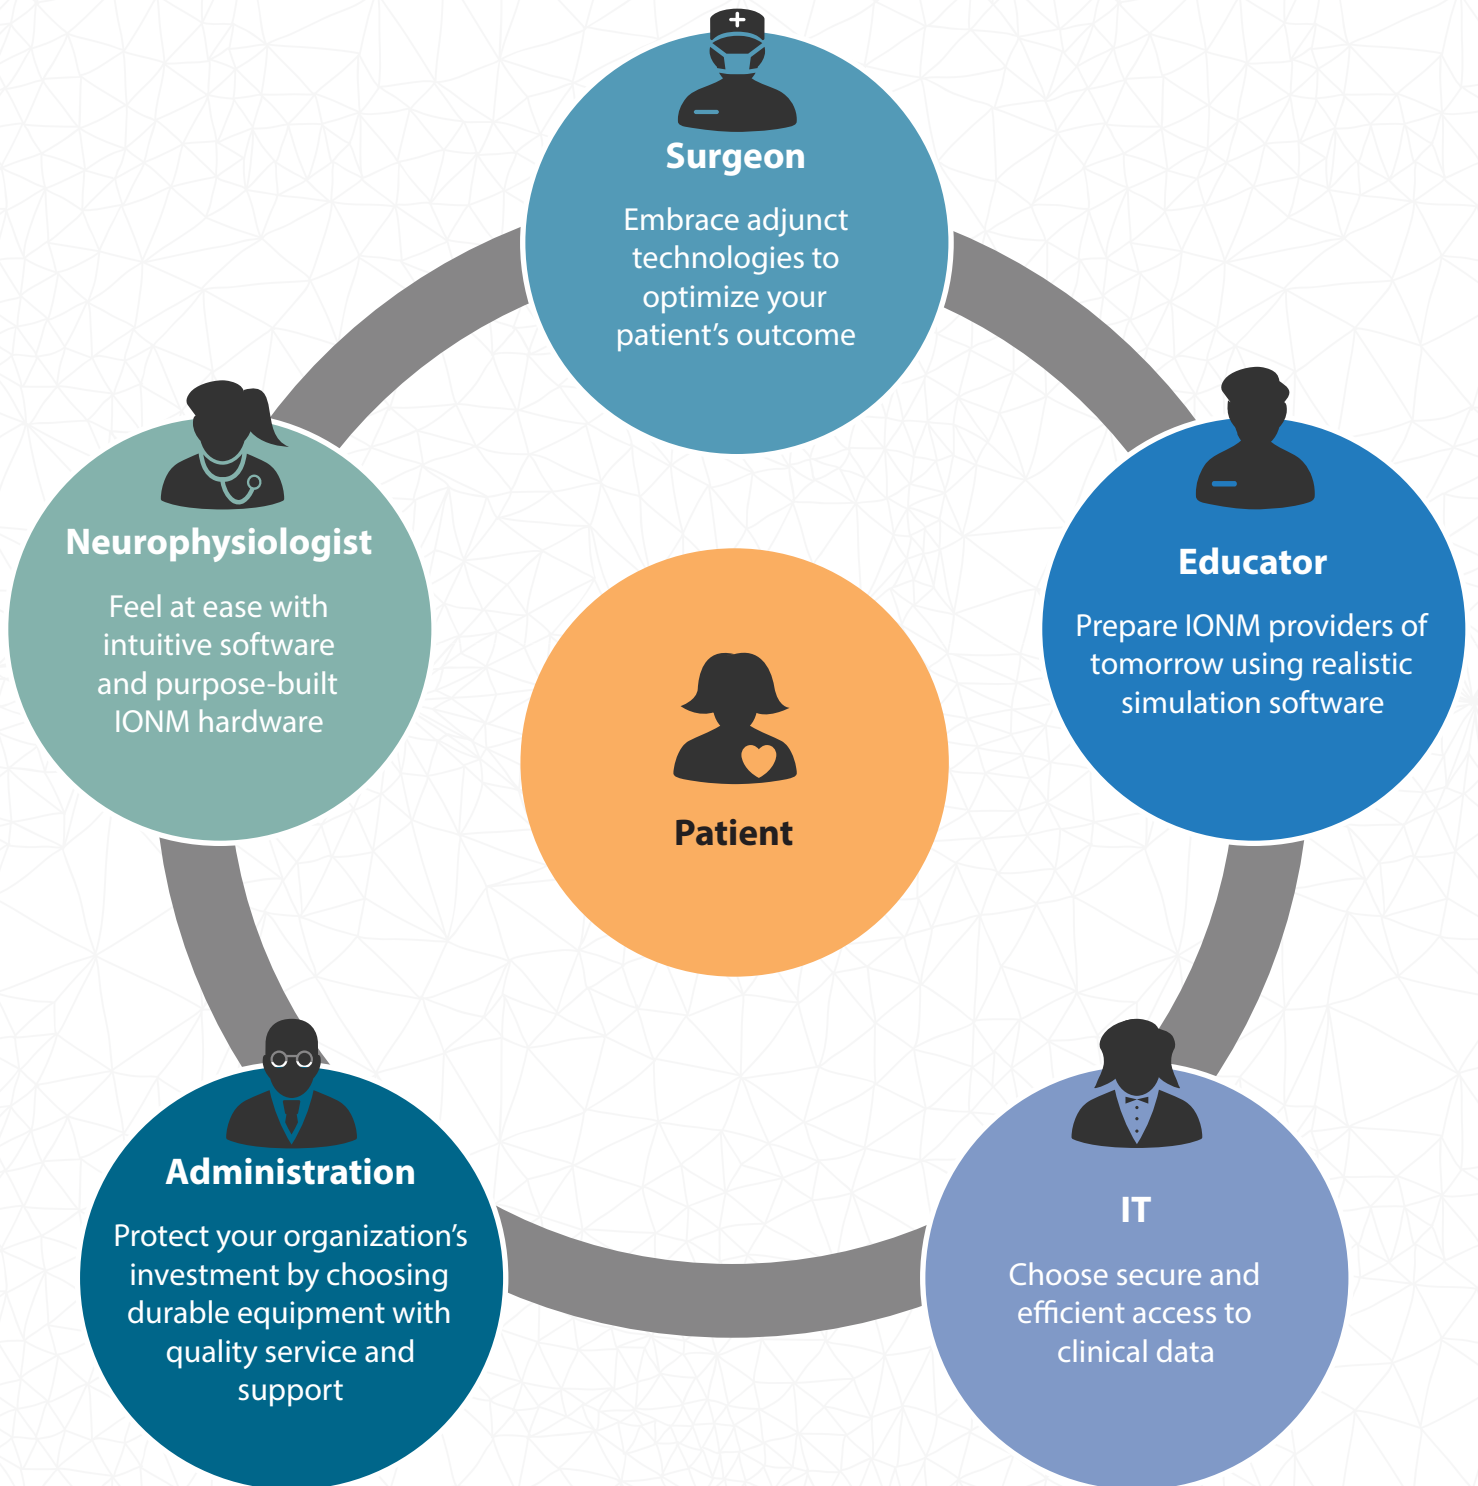 Surgeon
Embrace adjunct
technologies to
optimize your
patient’s outcome
Neurophysiologist
Feel at ease with
intuitive software
and purpose-built
IONM hardware
Educator
Prepare IONM providers of
tomorrow using realistic
simulation software
Patient
Administration
Protect your organization’s
investment by choosing
durable equipment with
quality service and
support
IT
Choose secure and
efficient access to
clinical data